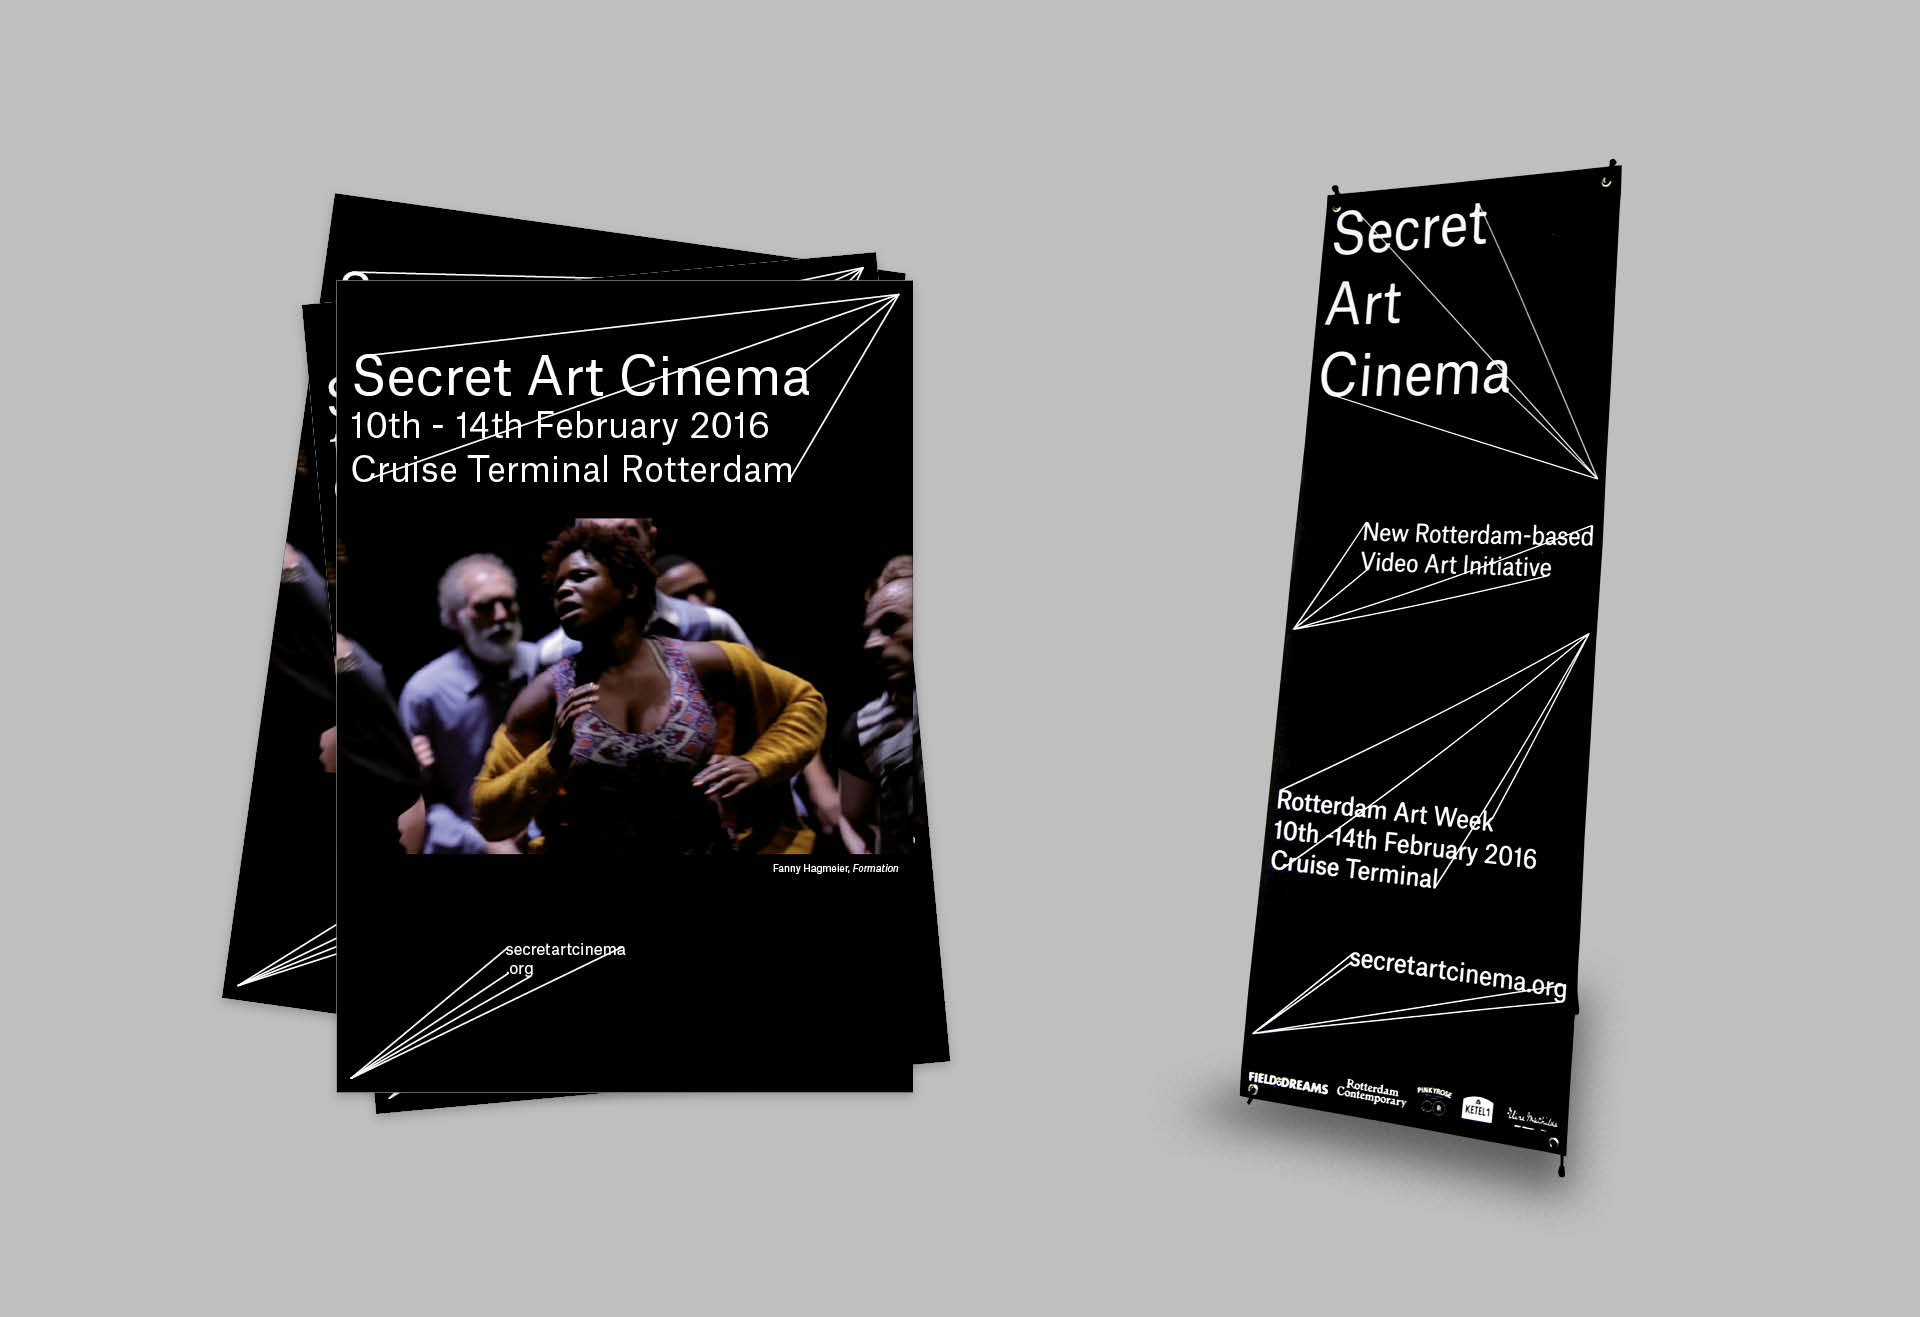 Secret Art Cinema
10th - 14th February 2016
Cruise Terminal Rotterdam
Fanny Hagmeier, Formation
secretartcinema
.org
Secret
Art
Cinema
New Rotterdam-based
Video Art Initiative
Rotterdam Art Week
10th -14th February 2016
Cruise Terminal
secretartcinema.org
FIELD OF DREAMS
Rotterdam
Contemporary
PINKYROSE
KETEL1